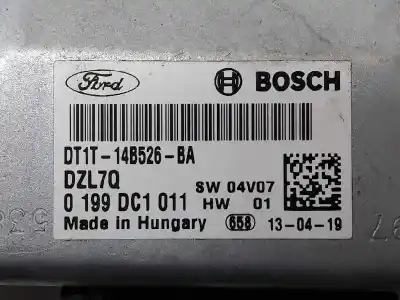 Ford BOSCH
DT1T-14B526-BA
DZL7Q
SW 04V07
0 199 DC1 011 HW 01
Made in Hungary 658 13-04-19